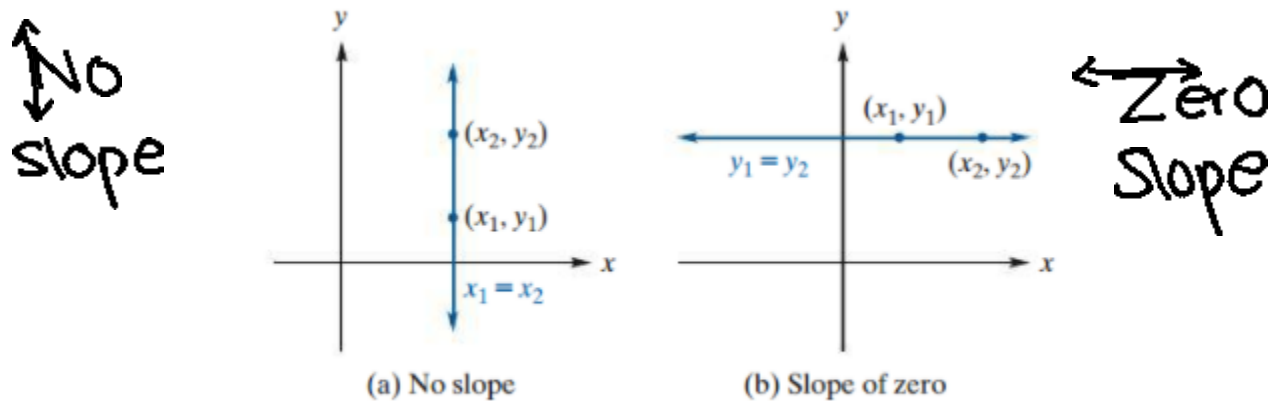 No
slope
y
(x₂, y₂)
(x₁, y₁)
x
x₁ = x₂
(a) No slope
y
(x₁, y₁)
y₁ = y₂
(x₂, y₂)
x
(b) Slope of zero
Zero
Slope